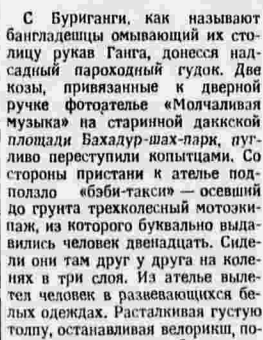 С Буриганги, как называют
бангладешцы омывающий их сто-
лицу рукав Ганга, донесся над-
садный пароходный гудок. Две
козы, привязанные к дверной
ручке фотоателье «Молчаливая
музыка» на старинной даккской
площади Бахадур-шах-парк, пуг-
ливо переступили копытцами. Со
стороны пристани к ателье под-
ползло «бэби-такси» — осевший
до грунта трехколесный мотоэки-
паж, из которого буквально выда-
вились человек двенадцать. Сиде-
ли они там друг у друга на коле-
нях в три слоя. Из ателье выле-
тел человек в развевающихся бе-
лых одеждах. Расталкивая густую
толпу, останавливая велорикш, по-